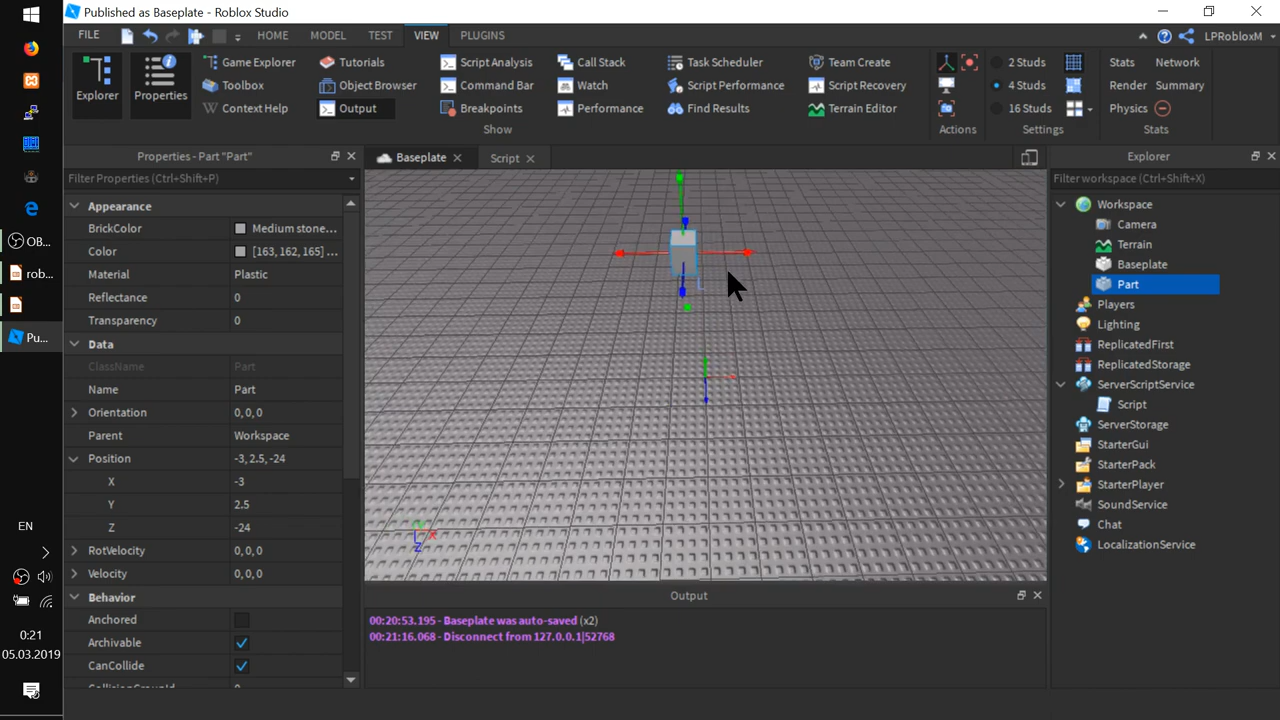 Published as Baseplate - Roblox Studio
FILE HOME MODEL TEST VIEW PLUGINS LPRobloxM
Explorer
Properties
Game Explorer
Toolbox
Context Help
Tutorials
Object Browser
Output
Script Analysis
Command Bar
Breakpoints
Call Stack
Watch
Performance
Task Scheduler
Script Performance
Find Results
Team Create
Script Recovery
Terrain Editor
2 Studs
4 Studs
16 Studs
Stats
Network
Render
Summary
Physics
Show
Actions
Settings
Stats
Properties - Part "Part"
Filter Properties (Ctrl+Shift+P)
Appearance
BrickColor Medium stone...
Color [163, 162, 165] ...
Material Plastic
Reflectance 0
Transparency 0
Data
ClassName Part
Name Part
Orientation 0, 0, 0
Parent Workspace
Position -3, 2.5, -24
X -3
Y 2.5
Z -24
RotVelocity 0, 0, 0
Velocity 0, 0, 0
Behavior
Anchored
Archivable
CanCollide
CollisionGroupId 0
Baseplate
Script
X
Z
Output
00:20:53.195 - Baseplate was auto-saved (x2)
00:21:16.068 - Disconnect from 127.0.0.1|52768
Explorer
Filter workspace (Ctrl+Shift+X)
Workspace
Camera
Terrain
Baseplate
Part
Players
Lighting
ReplicatedFirst
ReplicatedStorage
ServerScriptService
Script
ServerStorage
StarterGui
StarterPack
StarterPlayer
SoundService
Chat
LocalizationService
OB...
rob...
Pu...
EN
0:21
05.03.2019